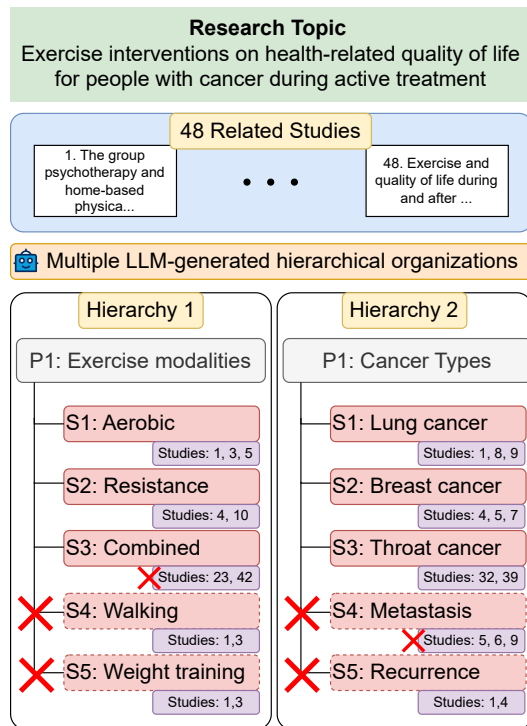 Research Topic
Exercise interventions on health-related quality of life
for people with cancer during active treatment
48 Related Studies
1. The group
psychotherapy and
home-based
physica...
• • •
48. Exercise and
quality of life during
and after ...
Multiple LLM-generated hierarchical organizations
Hierarchy 1
P1: Exercise modalities
S1: Aerobic
Studies: 1, 3, 5
S2: Resistance
Studies: 4, 10
S3: Combined
Studies: 23, 42
S4: Walking
Studies: 1,3
S5: Weight training
Studies: 1,3
Hierarchy 2
P1: Cancer Types
S1: Lung cancer
Studies: 1, 8, 9
S2: Breast cancer
Studies: 4, 5, 7
S3: Throat cancer
Studies: 32, 39
S4: Metastasis
Studies: 5, 6, 9
S5: Recurrence
Studies: 1,4